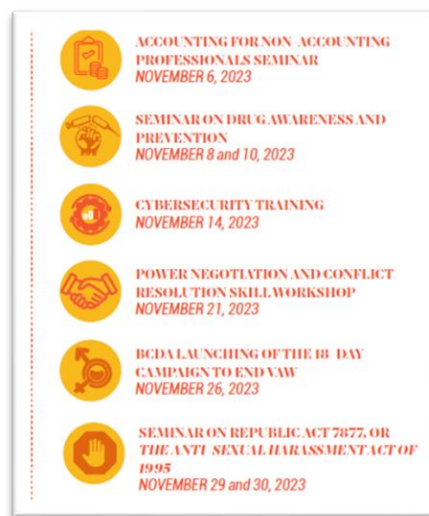 ACCOUNTING FOR NON-ACCOUNTING
PROFESSIONALS SEMINAR
NOVEMBER 6, 2023
SEMINAR ON DRUG AWARENESS AND
PREVENTION
NOVEMBER 8 and 10, 2023
CYBERSECURITY TRAINING
NOVEMBER 14, 2023
POWER NEGOTIATION AND CONFLICT
RESOLUTION SKILL WORKSHOP
NOVEMBER 21, 2023
BCDA LAUNCHING OF THE 18-DAY
CAMPAIGN TO END VAW
NOVEMBER 26, 2023
SEMINAR ON REPUBLIC ACT 7877, OR
THE ANTI-SEXUAL HARASSMENT ACT OF
1995
NOVEMBER 29 and 30, 2023